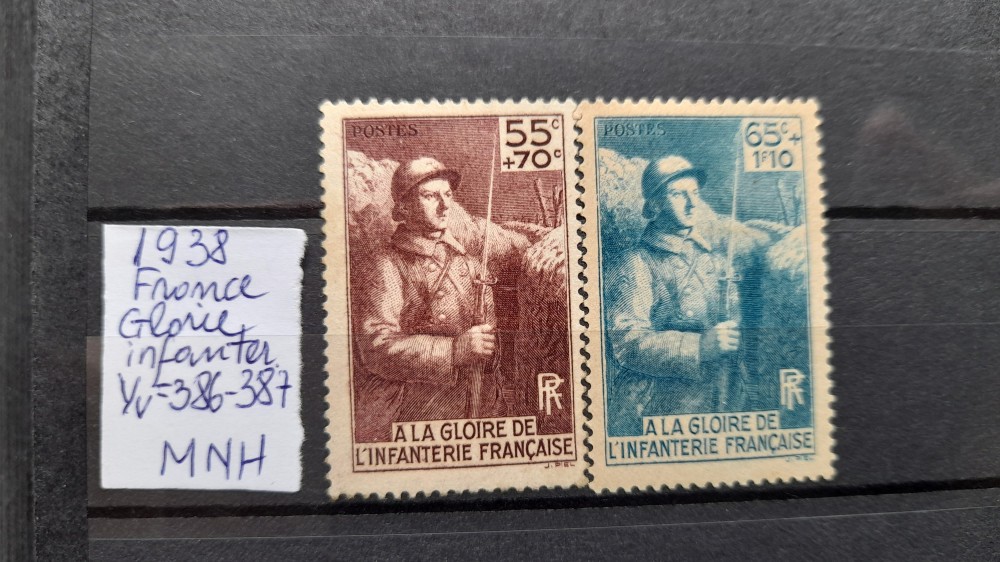 1938
France
Gloire
infanter.
Yv=386-387
MNH
POSTES
55c
+70c
RF
A LA GLOIRE DE
L'INFANTERIE FRANÇAISE
J. PIEL
POSTES
65c+
1F10
RF
A LA GLOIRE DE
L'INFANTERIE FRANÇAISE